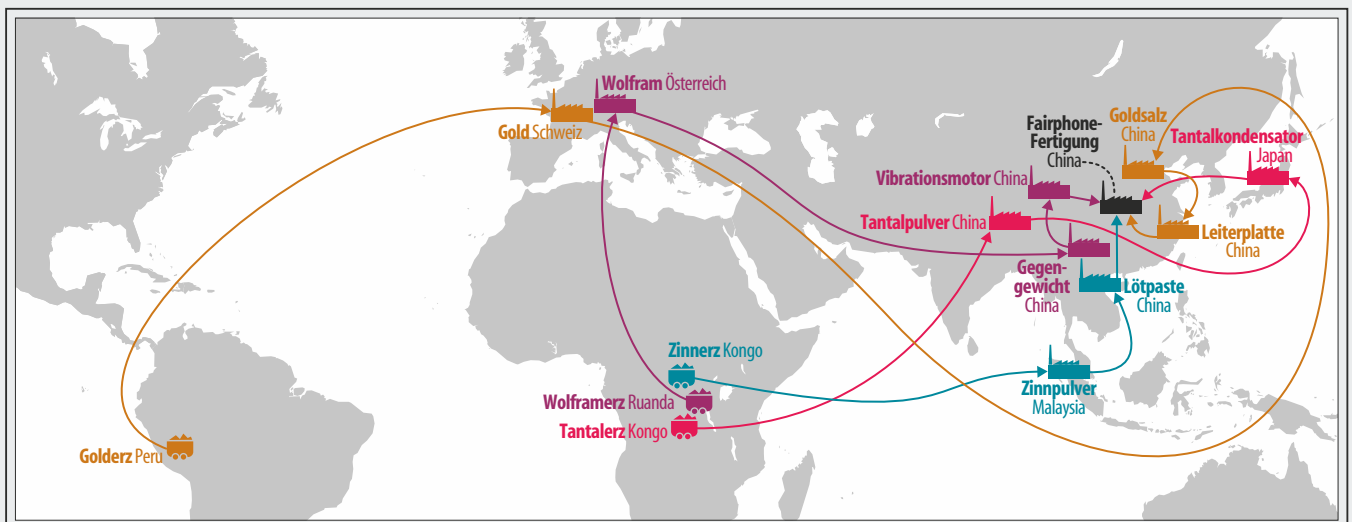 Wolfram Österreich
Gold Schweiz
Fairphone-
Fertigung
China
Goldsalz
China
Tantalkondensator
Japan
Vibrationsmotor China
Tantalpulver China
Leiterplatte
China
Gegen-
gewicht
China
Lötpaste
China
Zinnerz Kongo
Zinnpulver
Malaysia
Wolframerz Ruanda
Tantalerz Kongo
Golderz Peru